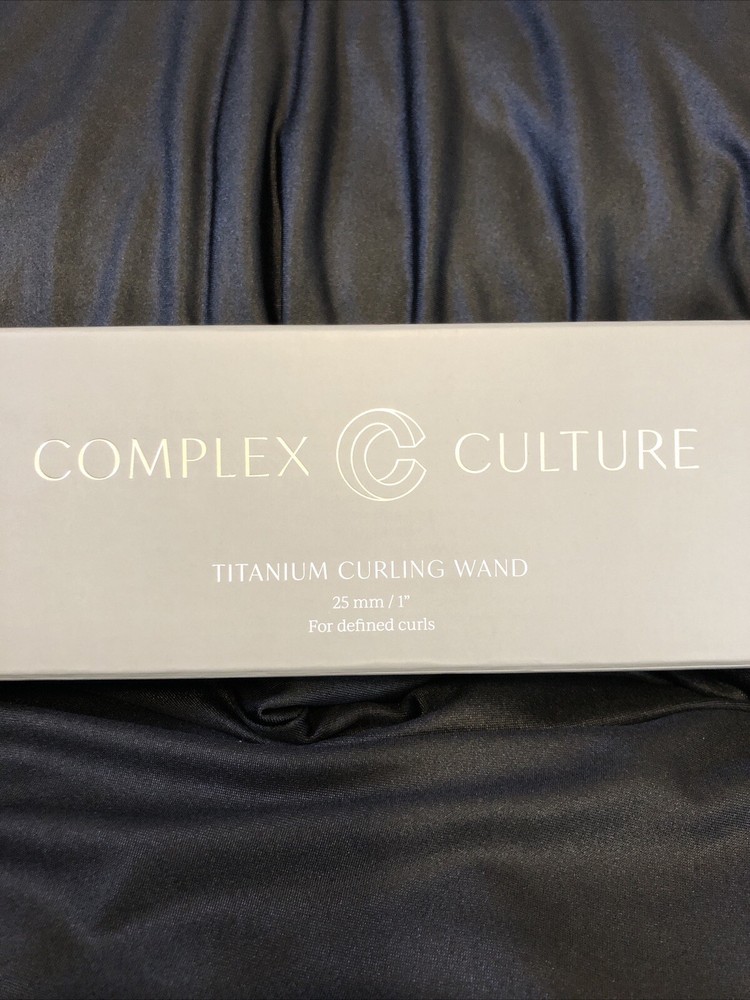 COMPLEX CULTURE
TITANIUM CURLING WAND
25 mm / 1"
For defined curls